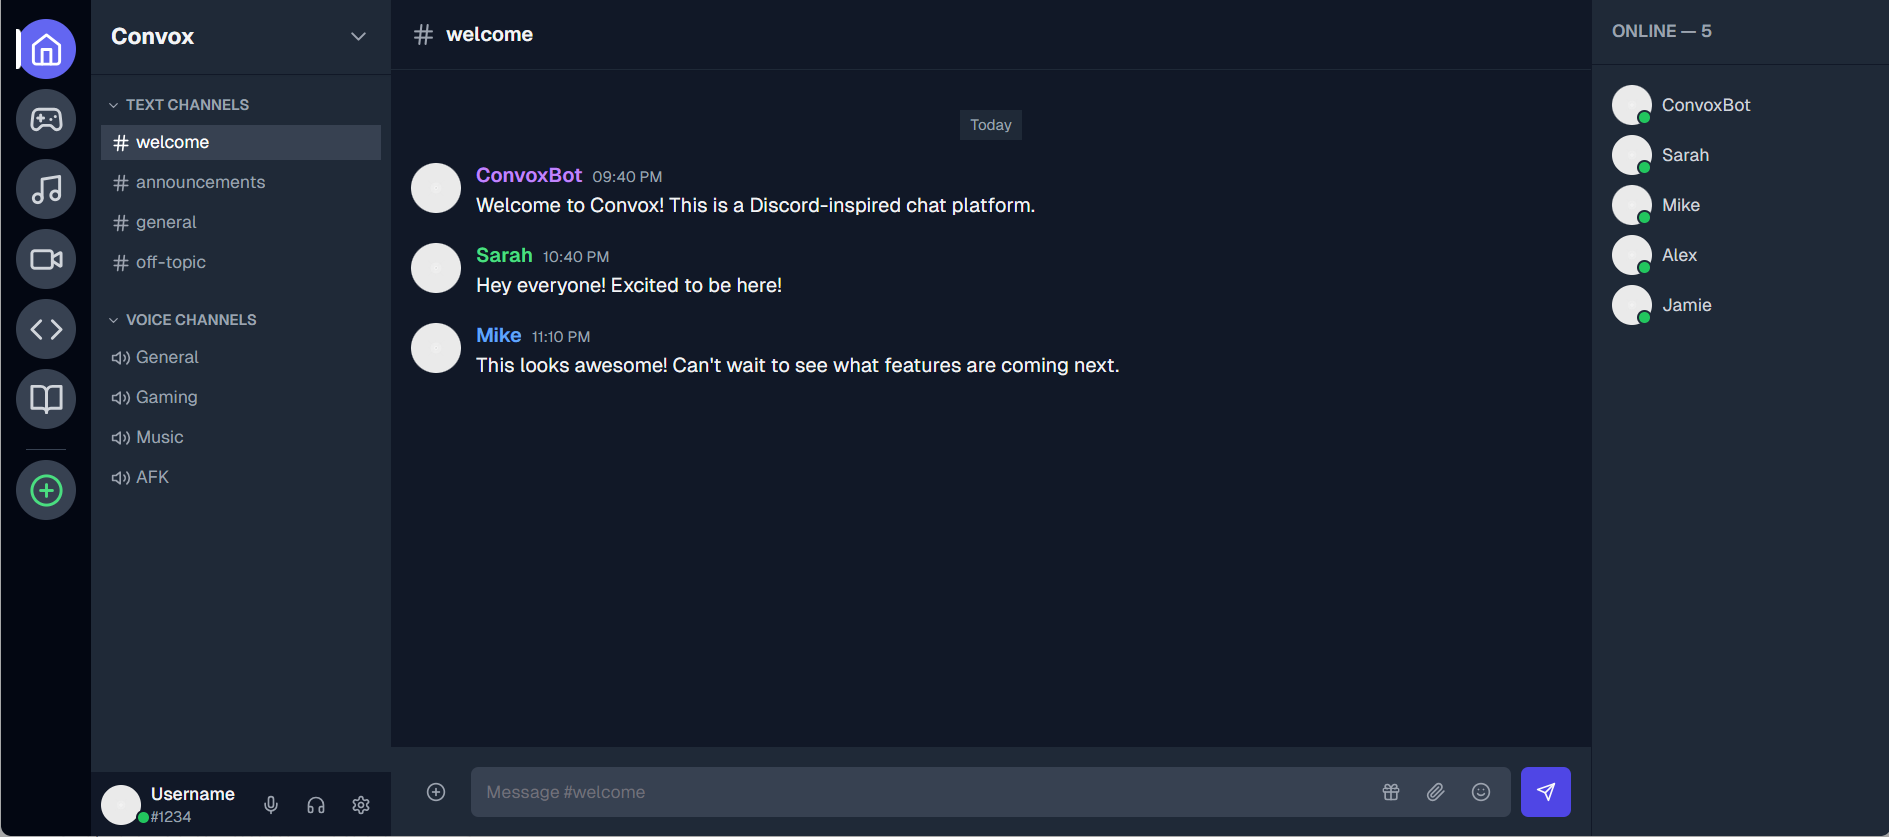 Convox
TEXT CHANNELS
welcome
announcements
general
off-topic
VOICE CHANNELS
General
Gaming
Music
AFK
Username
#1234
# welcome
Today
ConvoxBot 09:40 PM
Welcome to Convox! This is a Discord-inspired chat platform.
Sarah 10:40 PM
Hey everyone! Excited to be here!
Mike 11:10 PM
This looks awesome! Can't wait to see what features are coming next.
Message #welcome
ONLINE — 5
ConvoxBot
Sarah
Mike
Alex
Jamie